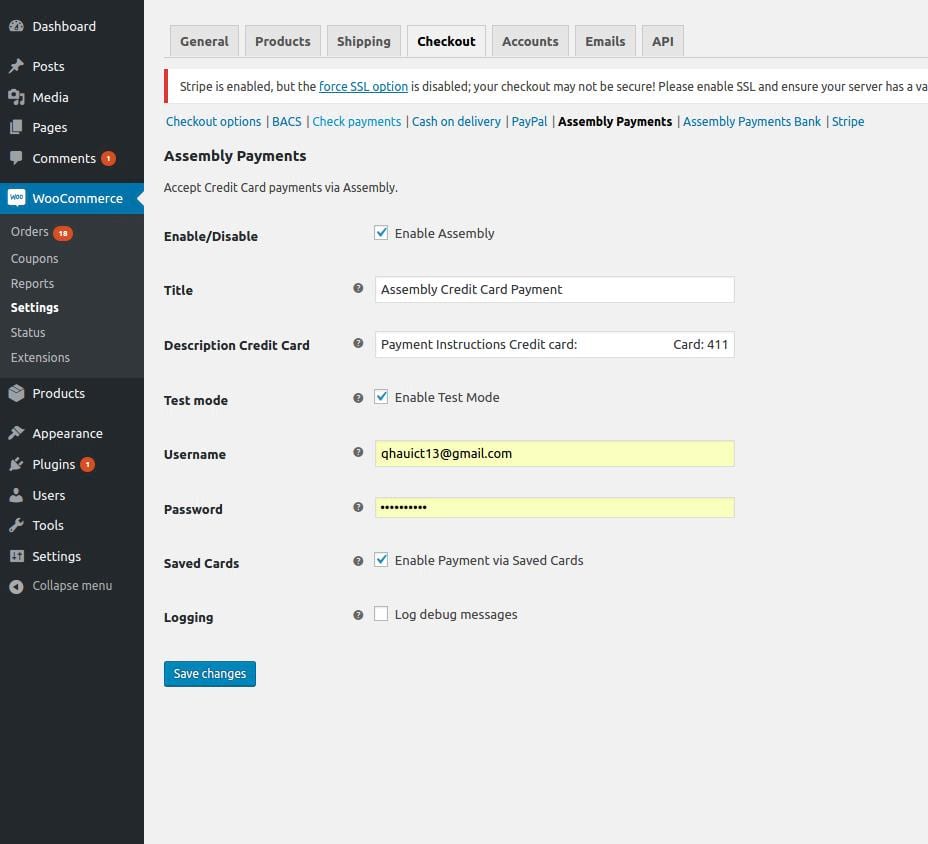 Dashboard
Posts
Media
Pages
Comments 1
Woo WooCommerce
Orders 18
Coupons
Reports
Settings
Status
Extensions
Products
Appearance
Plugins 1
Users
Tools
Settings
Collapse menu
General Products Shipping Checkout Accounts Emails API
Stripe is enabled, but the force SSL option is disabled; your checkout may not be secure! Please enable SSL and ensure your server has a va
Checkout options | BACS | Check payments | Cash on delivery | PayPal | Assembly Payments | Assembly Payments Bank | Stripe
Assembly Payments
Accept Credit Card payments via Assembly.
Enable/Disable Enable Assembly
Title ? Assembly Credit Card Payment
Description Credit Card ? Payment Instructions Credit card: Card: 411
Test mode ? Enable Test Mode
Username ? qhauict13@gmail.com
Password ? ••••••••••
Saved Cards ? Enable Payment via Saved Cards
Logging ? Log debug messages
Save changes